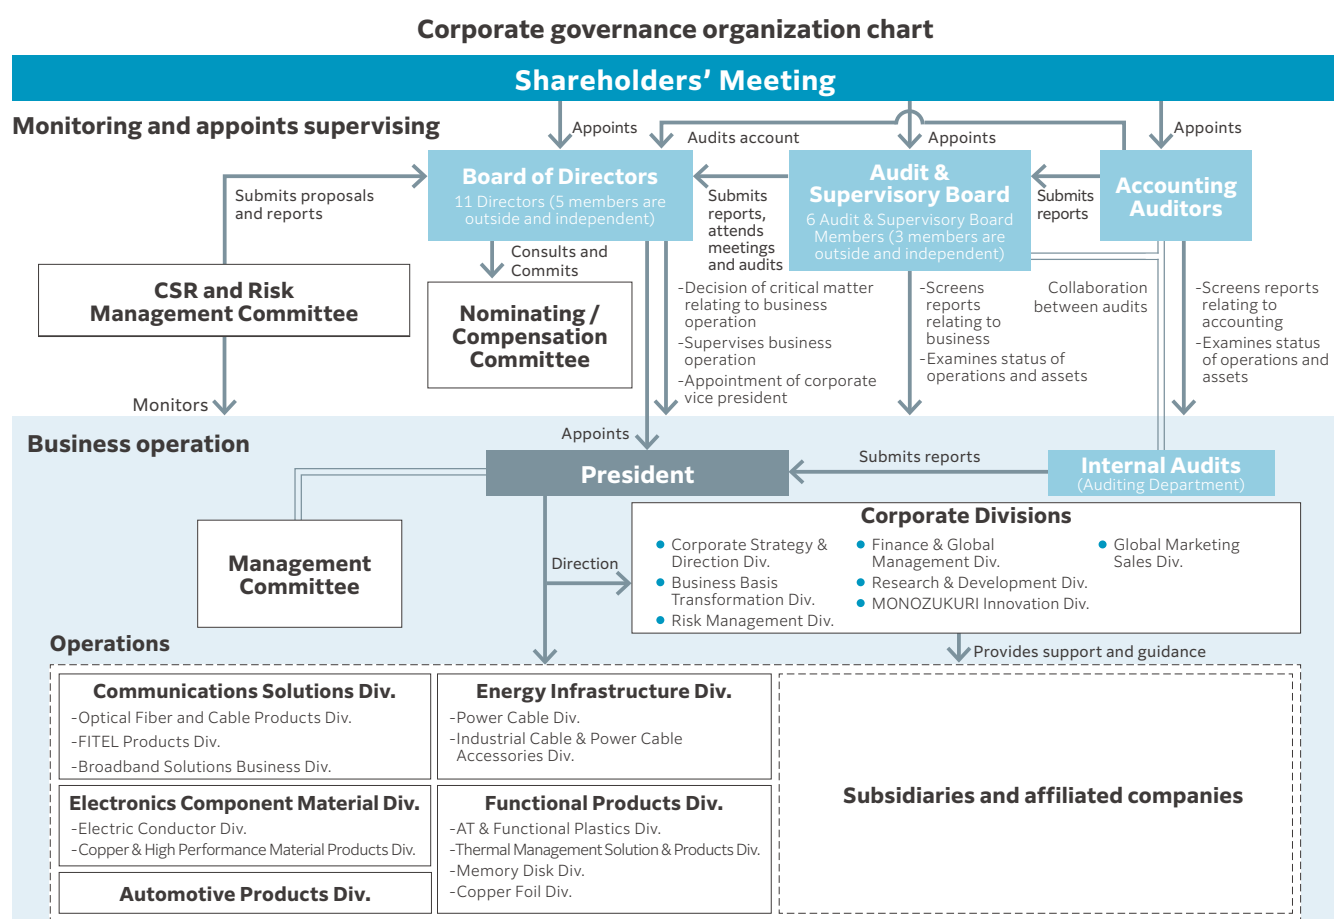 Corporate governance organization chart
Shareholders’ Meeting
Monitoring and appoints supervising
Appoints
Audits account
Appoints
Appoints
Board of Directors
11 Directors (5 members are
outside and independent)
Submits
reports,
attends
meetings
and audits
Audit &
Supervisory Board
6 Audit & Supervisory Board
Members (3 members are
outside and independent)
Submits
reports
Accounting
Auditors
Submits proposals
and reports
Consults and
Commits
CSR and Risk
Management Committee
Nominating /
Compensation
Committee
-Decision of critical matter
relating to business
operation
-Supervises business
operation
-Appointment of corporate
vice president
-Screens
reports
relating to
business
-Examines status of
operations and assets
Collaboration
between audits
-Screens reports
relating to
accounting
-Examines status
of operations and
assets
Monitors
Business operation
Appoints
President
Submits reports
Internal Audits
(Auditing Department)
Management
Committee
Direction
Corporate Divisions
Corporate Strategy &
Direction Div.
Business Basis
Transformation Div.
Risk Management Div.
Finance & Global
Management Div.
Research & Development Div.
MONOZUKURI Innovation Div.
Global Marketing
Sales Div.
Operations
Provides support and guidance
Communications Solutions Div.
-Optical Fiber and Cable Products Div.
-FITEL Products Div.
-Broadband Solutions Business Div.
Energy Infrastructure Div.
-Power Cable Div.
-Industrial Cable & Power Cable
Accessories Div.
Electronics Component Material Div.
-Electric Conductor Div.
-Copper & High Performance Material Products Div.
Functional Products Div.
-AT & Functional Plastics Div.
-Thermal Management Solution & Products Div.
-Memory Disk Div.
-Copper Foil Div.
Automotive Products Div.
Subsidiaries and affiliated companies